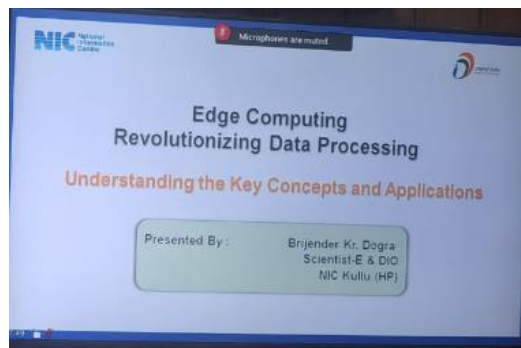 NIC National
Informatics
Centre
Microphones are muted
Edge Computing
Revolutionizing Data Processing
Understanding the Key Concepts and Applications
Presented By :
Brijender Kr. Dogra
Scientist-E & DIO
NIC Kullu (HP)